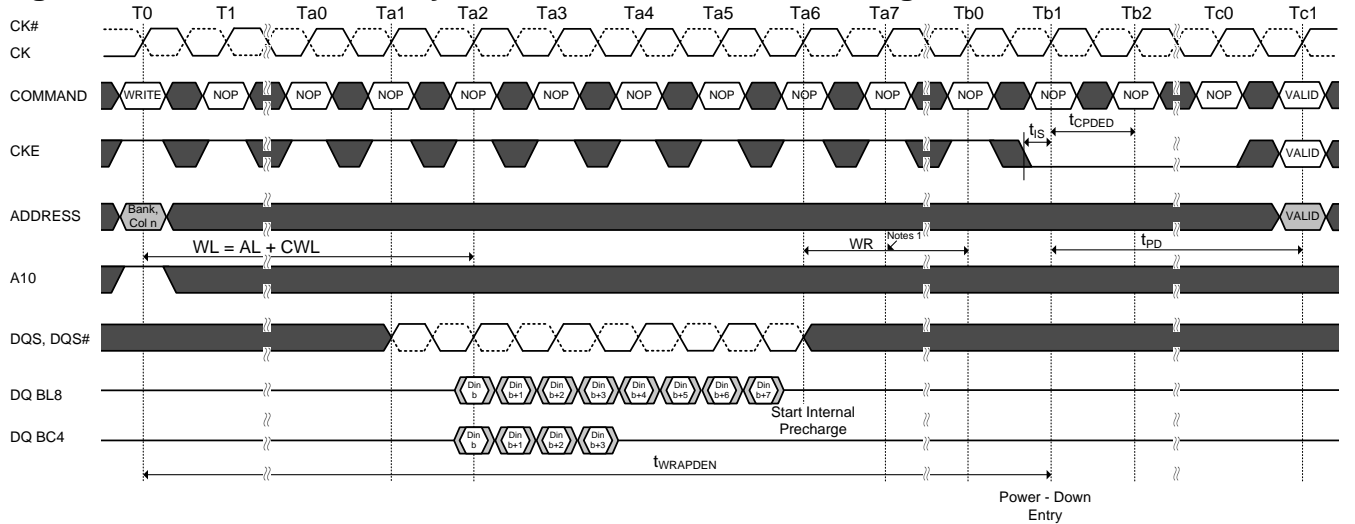 T0 T1 Ta0 Ta1 Ta2 Ta3 Ta4 Ta5 Ta6 Ta7 Tb0 Tb1 Tb2 Tc0 Tc1
CK#
CK
COMMAND WRITE NOP NOP NOP NOP NOP NOP NOP NOP NOP NOP NOP NOP NOP VALID
tIS tCPDED
CKE VALID
ADDRESS Bank, Col n VALID
WL = AL + CWL WR Notes 1 tPD
A10
DQS, DQS#
DQ BL8 Din b Din b+1 Din b+2 Din b+3 Din b+4 Din b+5 Din b+6 Din b+7
Start Internal
Precharge
DQ BC4 Din b Din b+1 Din b+2 Din b+3
tWRAPDEN
Power - Down
Entry